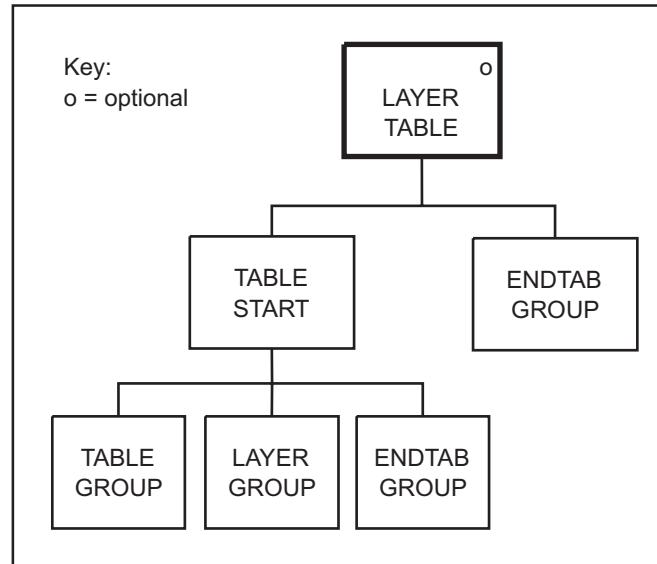 Key:
o = optional
o
LAYER
TABLE
TABLE
START
ENDTAB
GROUP
TABLE
GROUP
LAYER
GROUP
ENDTAB
GROUP